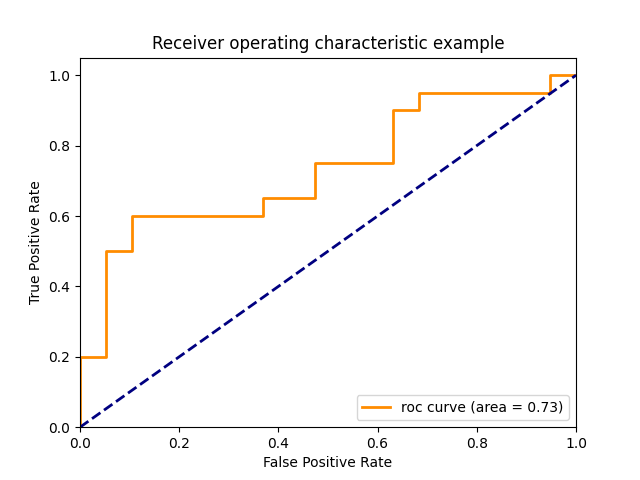 Receiver operating characteristic example
True Positive Rate
1.0
0.8
0.6
0.4
0.2
0.0
roc curve (area = 0.73)
0.0 0.2 0.4 0.6 0.8 1.0
False Positive Rate